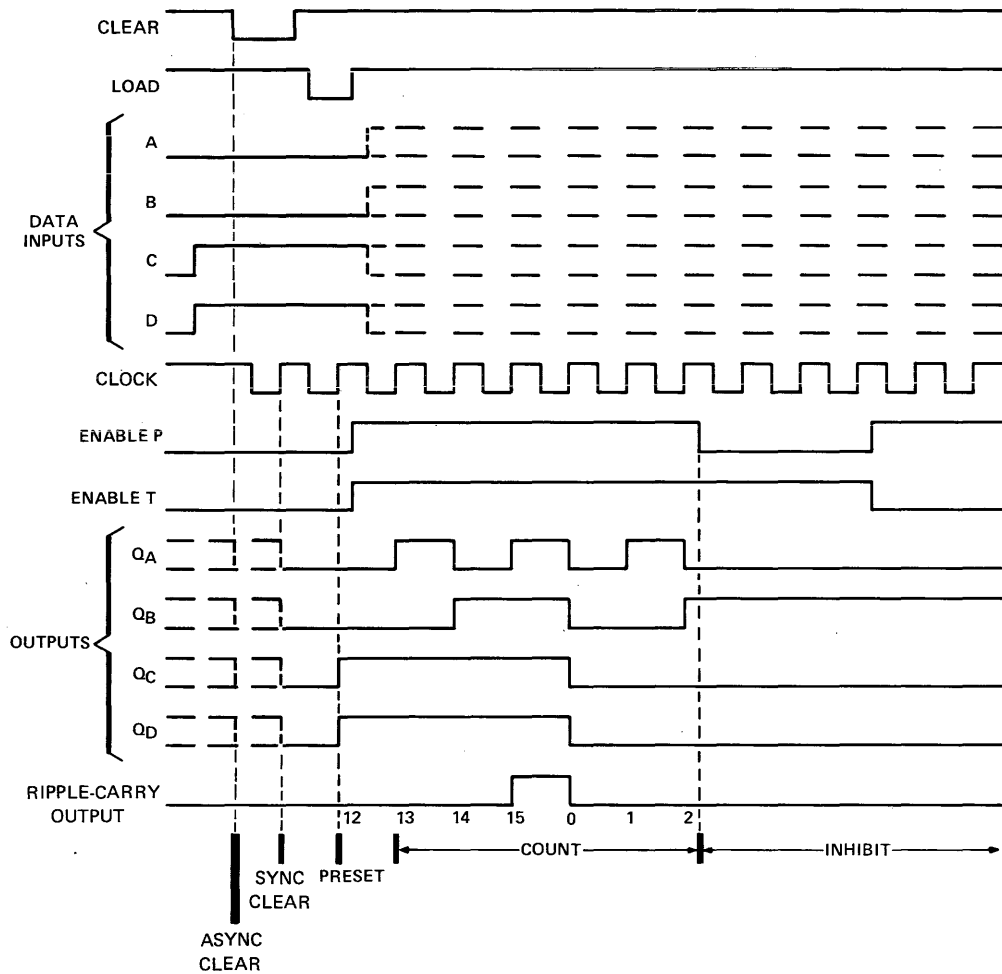 CLEAR
LOAD
A
B
DATA
INPUTS
C
D
CLOCK
ENABLE P
ENABLE T
QA
QB
OUTPUTS
QC
QD
RIPPLE-CARRY
OUTPUT
12 13 14 15 0 1 2
COUNT
INHIBIT
SYNC
CLEAR
PRESET
ASYNC
CLEAR